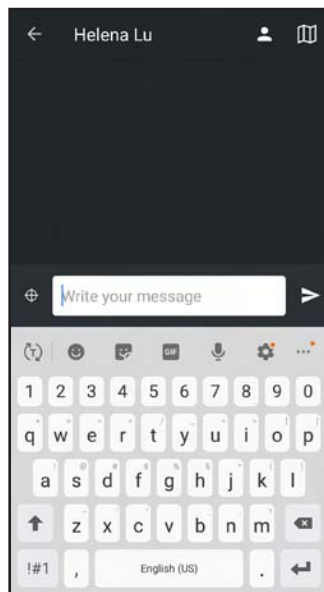 Helena Lu
Write your message
GIF
1 2 3 4 5 6 7 8 9 0
q w e r t y u i o p
a s d f g h j k l
z x c v b n m
!#1 , English (US) .